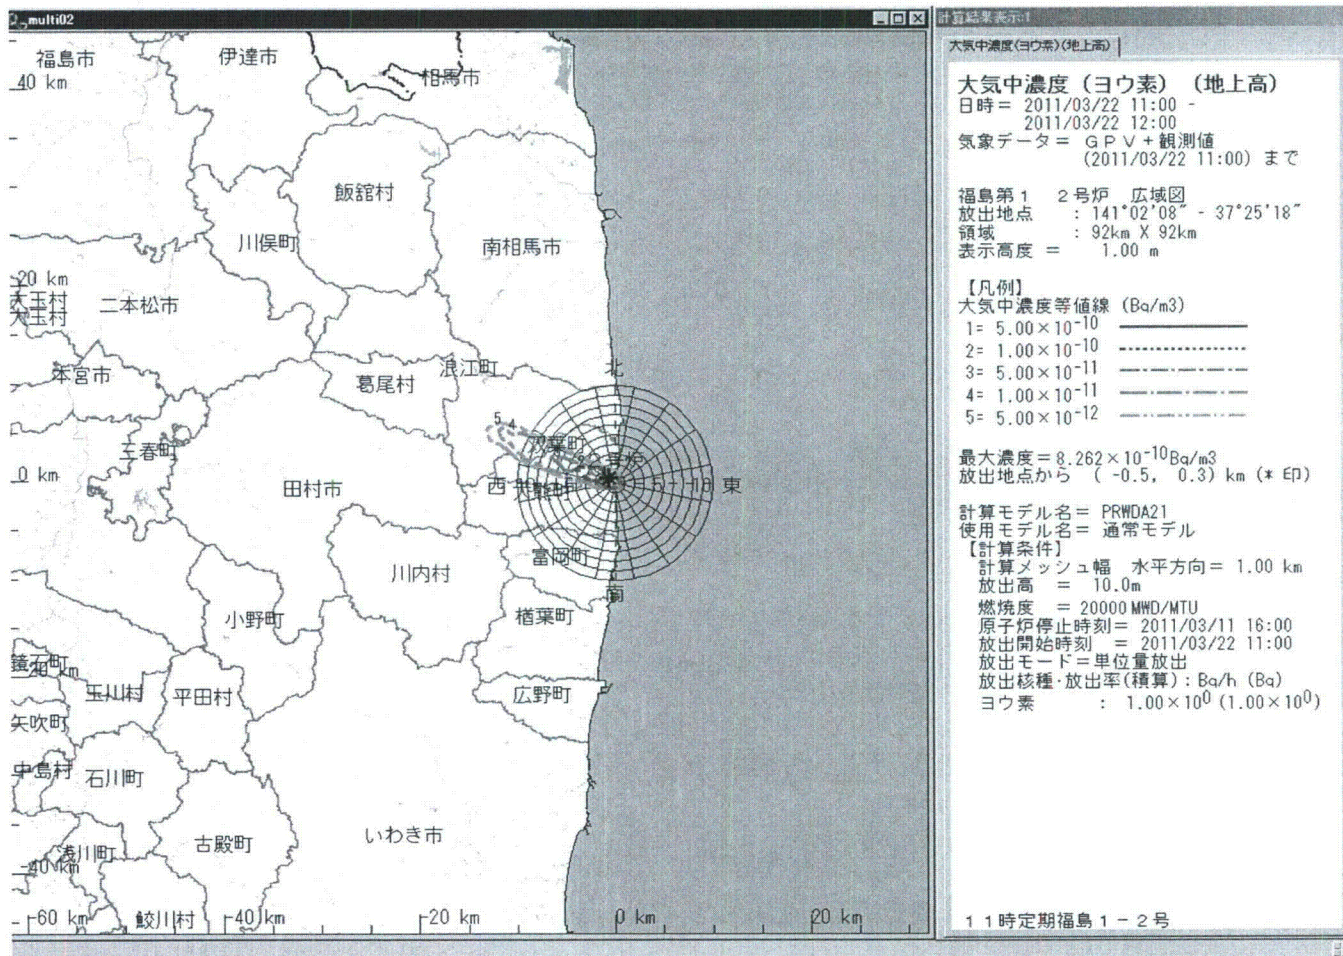 multi02
福島市
伊達市
相馬市
40 km
飯舘村
川俣町
南相馬市
20 km
大玉村
大玉村
二本松市
本宮市
葛尾村
浪江町
北
5 4
双葉町
三春町
0 km
田村市
西
大熊町
東
富岡町
川内村
南
小野町
楢葉町
鏡石町
-20 km
玉川村
平田村
広野町
矢吹町
中島村
石川町
いわき市
古殿町
浅川町
-40 km
鮫川村
-60 km
-40 km
-20 km
0 km
20 km
計算結果表示:1
大気中濃度(ヨウ素)(地上高)
大気中濃度(ヨウ素) (地上高)
日時= 2011/03/22 11:00 -
2011/03/22 12:00
気象データ= GPV+観測値
(2011/03/22 11:00) まで
福島第1 2号炉 広域図
放出地点 : 141°02'08" - 37°25'18"
領域 : 92km X 92km
表示高度 = 1.00 m
【凡例】
大気中濃度等値線 (Bq/m3)
1= 5.00×10-10
2= 1.00×10-10
3= 5.00×10-11
4= 1.00×10-11
5= 5.00×10-12
最大濃度=8.262×10-10Bq/m3
放出地点から ( -0.5, 0.3) km (* 印)
計算モデル名= PRWDA21
使用モデル名= 通常モデル
【計算条件】
計算メッシュ幅 水平方向= 1.00 km
放出高 = 10.0m
燃焼度 = 20000MWD/MTU
原子炉停止時刻= 2011/03/11 16:00
放出開始時刻 = 2011/03/22 11:00
放出モード=単位量放出
放出核種・放出率(積算):Bq/h (Bq)
ヨウ素 : 1.00×100 (1.00×100)
11時定期福島1-2号